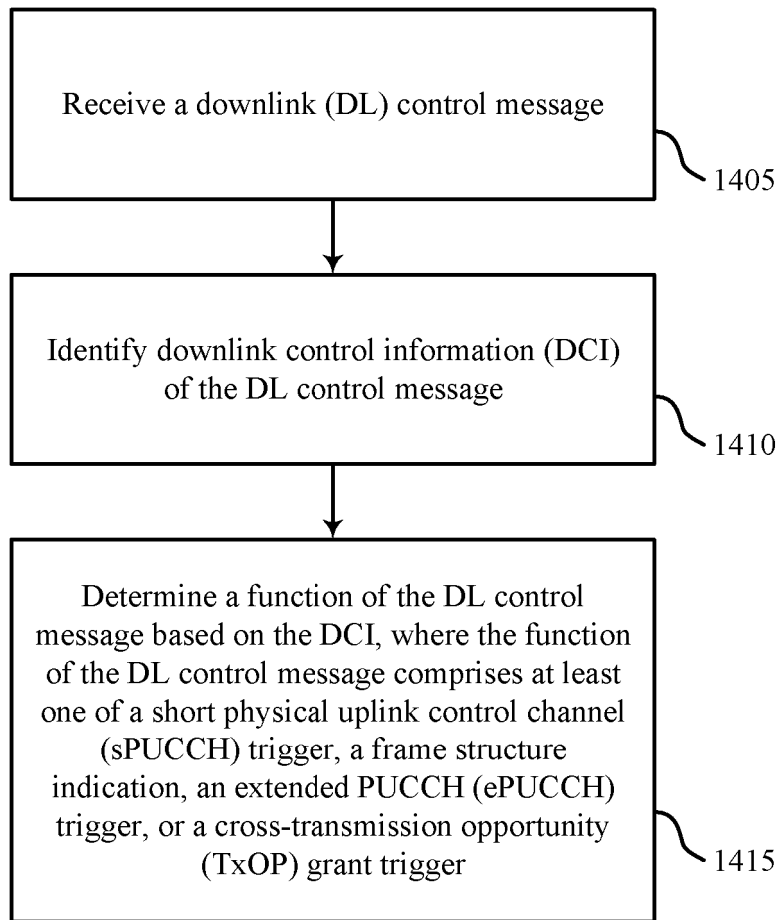 Receive a downlink (DL) control message
1405
Identify downlink control information (DCI)
of the DL control message
1410
Determine a function of the DL control
message based on the DCI, where the function
of the DL control message comprises at least
one of a short physical uplink control channel
(sPUCCH) trigger, a frame structure
indication, an extended PUCCH (ePUCCH)
trigger, or a cross-transmission opportunity
(TxOP) grant trigger
1415